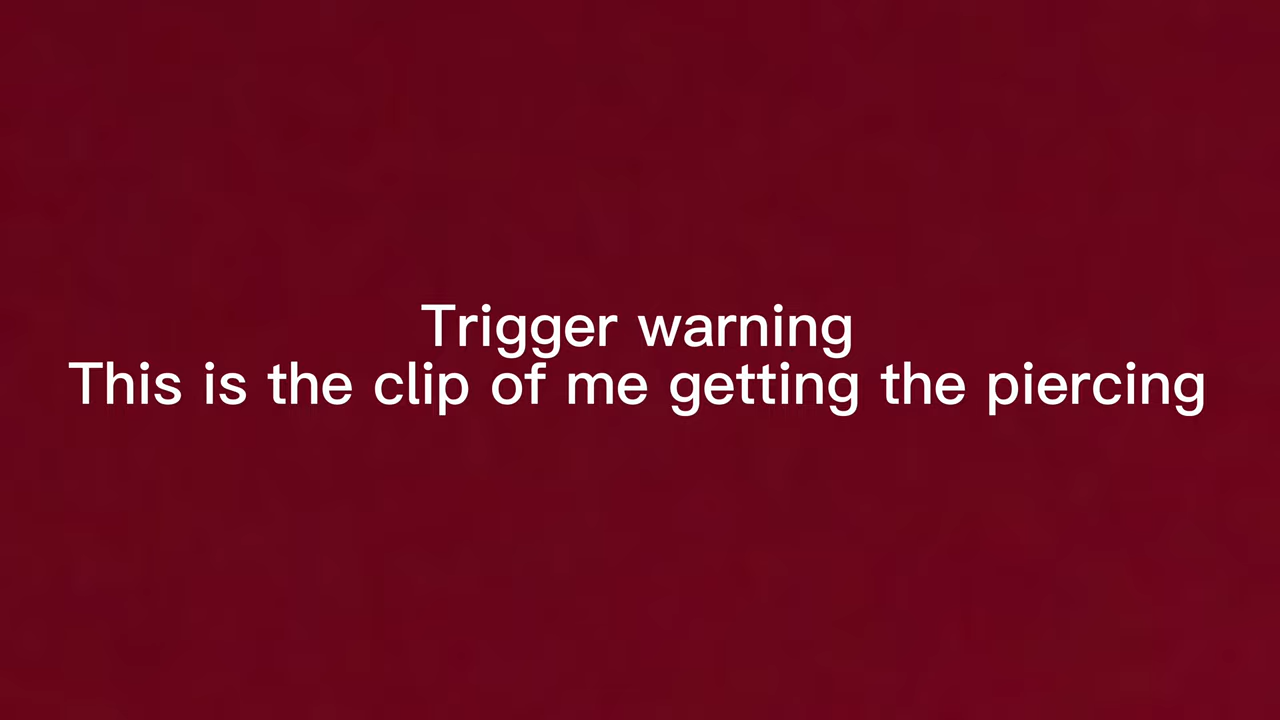 Trigger warning
This is the clip of me getting the piercing